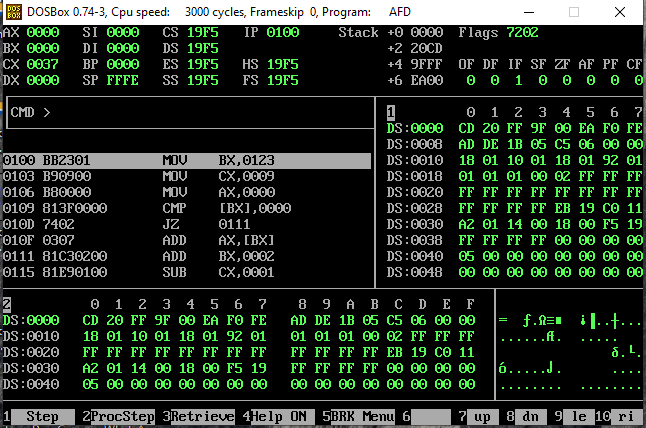 DOSBox 0.74-3, Cpu speed: 3000 cycles, Frameskip 0, Program: AFD
AX 0000 SI 0000 CS 19F5 IP 0100 Stack +0 0000 Flags 7202
BX 0000 DI 0000 DS 19F5 +2 20CD
CX 0037 BP 0000 ES 19F5 HS 19F5 +4 9FFF OF DF IF SF ZF AF PF CF
DX 0000 SP FFFE SS 19F5 FS 19F5 +6 EA00 0 0 1 0 0 0 0 0
CMD >
1 0 1 2 3 4 5 6 7
DS:0000 CD 20 FF 9F 00 EA F0 FE
DS:0008 AD DE 1B 05 C5 06 00 00
0100 BB2301 MOV BX,0123 DS:0010 18 01 10 01 18 01 92 01
0103 B90900 MOV CX,0009 DS:0018 01 01 01 00 02 FF FF FF
0106 B80000 MOV AX,0000 DS:0020 FF FF FF FF FF FF FF FF
0109 813F0000 CMP [BX],0000 DS:0028 FF FF FF FF EB 19 C0 11
010D 7402 JZ 0111 DS:0030 A2 01 14 00 18 00 F5 19
010F 0307 ADD AX,[BX] DS:0038 FF FF FF FF 00 00 00 00
0111 81C30200 ADD BX,0002 DS:0040 05 00 00 00 00 00 00 00
0115 81E90100 SUB CX,0001 DS:0048 00 00 00 00 00 00 00 00
2 0 1 2 3 4 5 6 7 8 9 A B C D E F
DS:0000 CD 20 FF 9F 00 EA F0 FE AD DE 1B 05 C5 06 00 00 = ƒ.Ω≡■ ¡▐..┼...
DS:0010 18 01 10 01 18 01 92 01 01 01 01 00 02 FF FF FF ......Æ. .....
DS:0020 FF FF FF FF FF FF FF FF FF FF FF FF EB 19 C0 11 δ.└.
DS:0030 A2 01 14 00 18 00 F5 19 FF FF FF FF 00 00 00 00 ó.....⌡. ....
DS:0040 05 00 00 00 00 00 00 00 00 00 00 00 00 00 00 00 ........ ........
1 Step 2 ProcStep 3 Retrieve 4 Help ON 5 BRK Menu 6 7 up 8 dn 9 le 10 ri